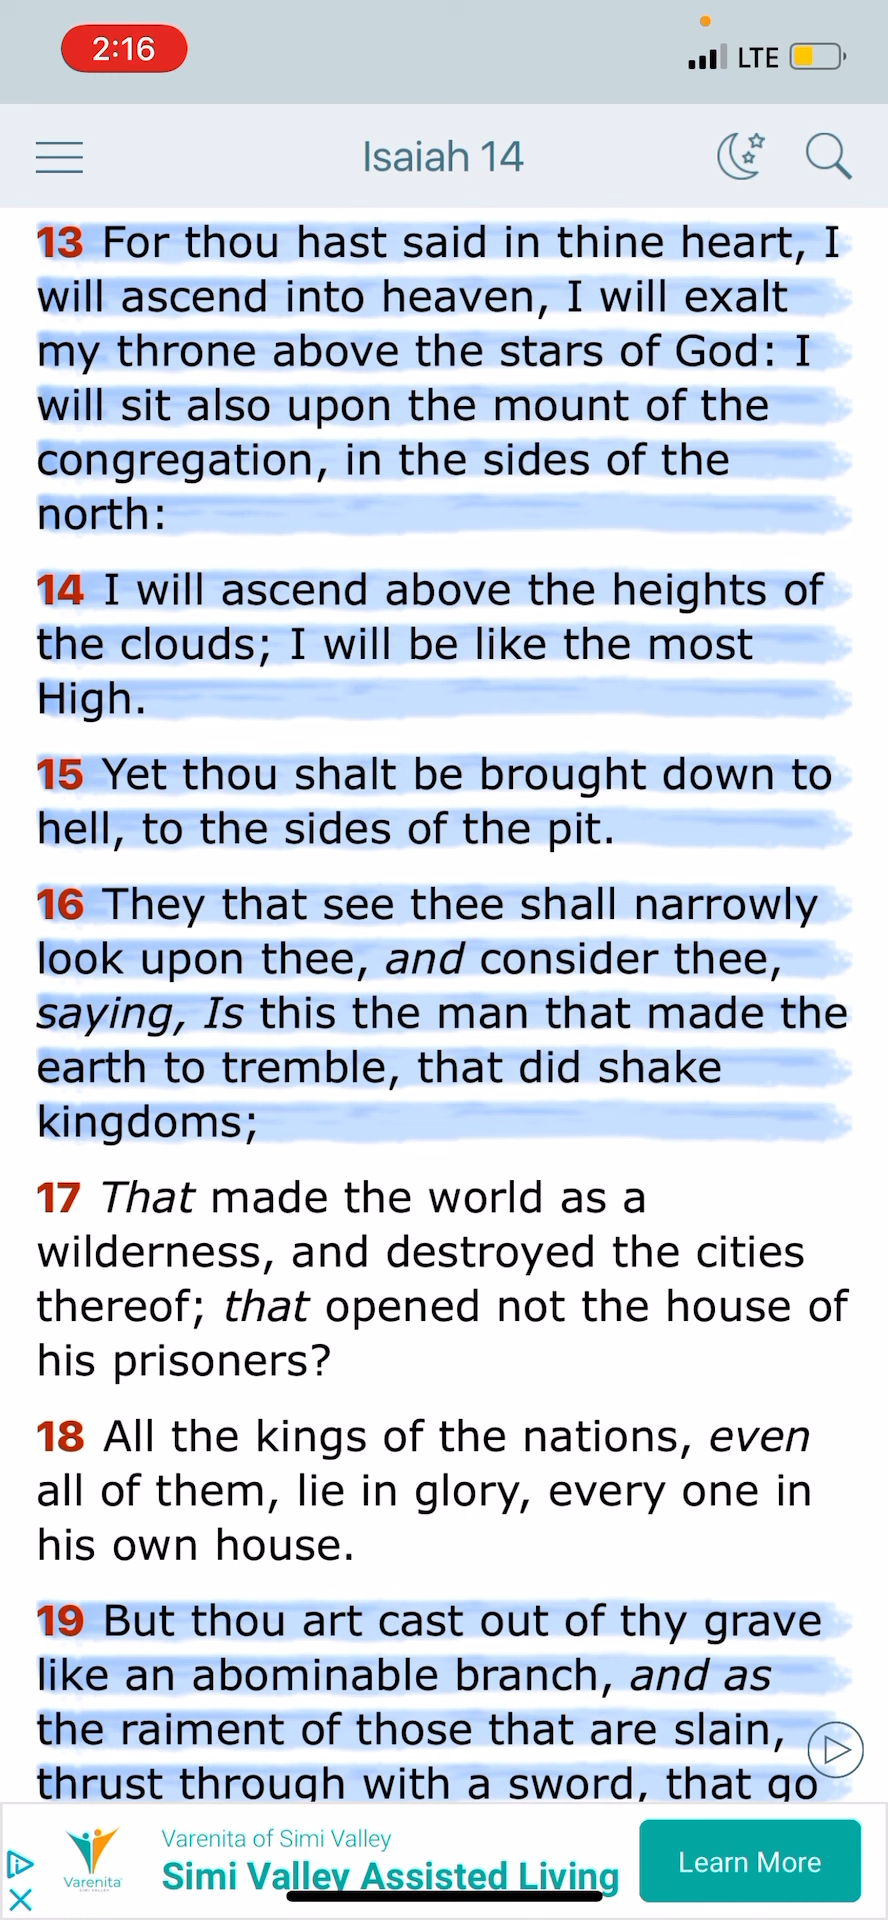 2:16
LTE
Isaiah 14
13 For thou hast said in thine heart, I
will ascend into heaven, I will exalt
my throne above the stars of God: I
will sit also upon the mount of the
congregation, in the sides of the
north:
14 I will ascend above the heights of
the clouds; I will be like the most
High.
15 Yet thou shalt be brought down to
hell, to the sides of the pit.
16 They that see thee shall narrowly
look upon thee, and consider thee,
saying, Is this the man that made the
earth to tremble, that did shake
kingdoms;
17 That made the world as a
wilderness, and destroyed the cities
thereof; that opened not the house of
his prisoners?
18 All the kings of the nations, even
all of them, lie in glory, every one in
his own house.
19 But thou art cast out of thy grave
like an abominable branch, and as
the raiment of those that are slain,
thrust through with a sword, that go
Varenita
SIMI VALLEY
Varenita of Simi Valley
Simi Valley Assisted Living
Learn More